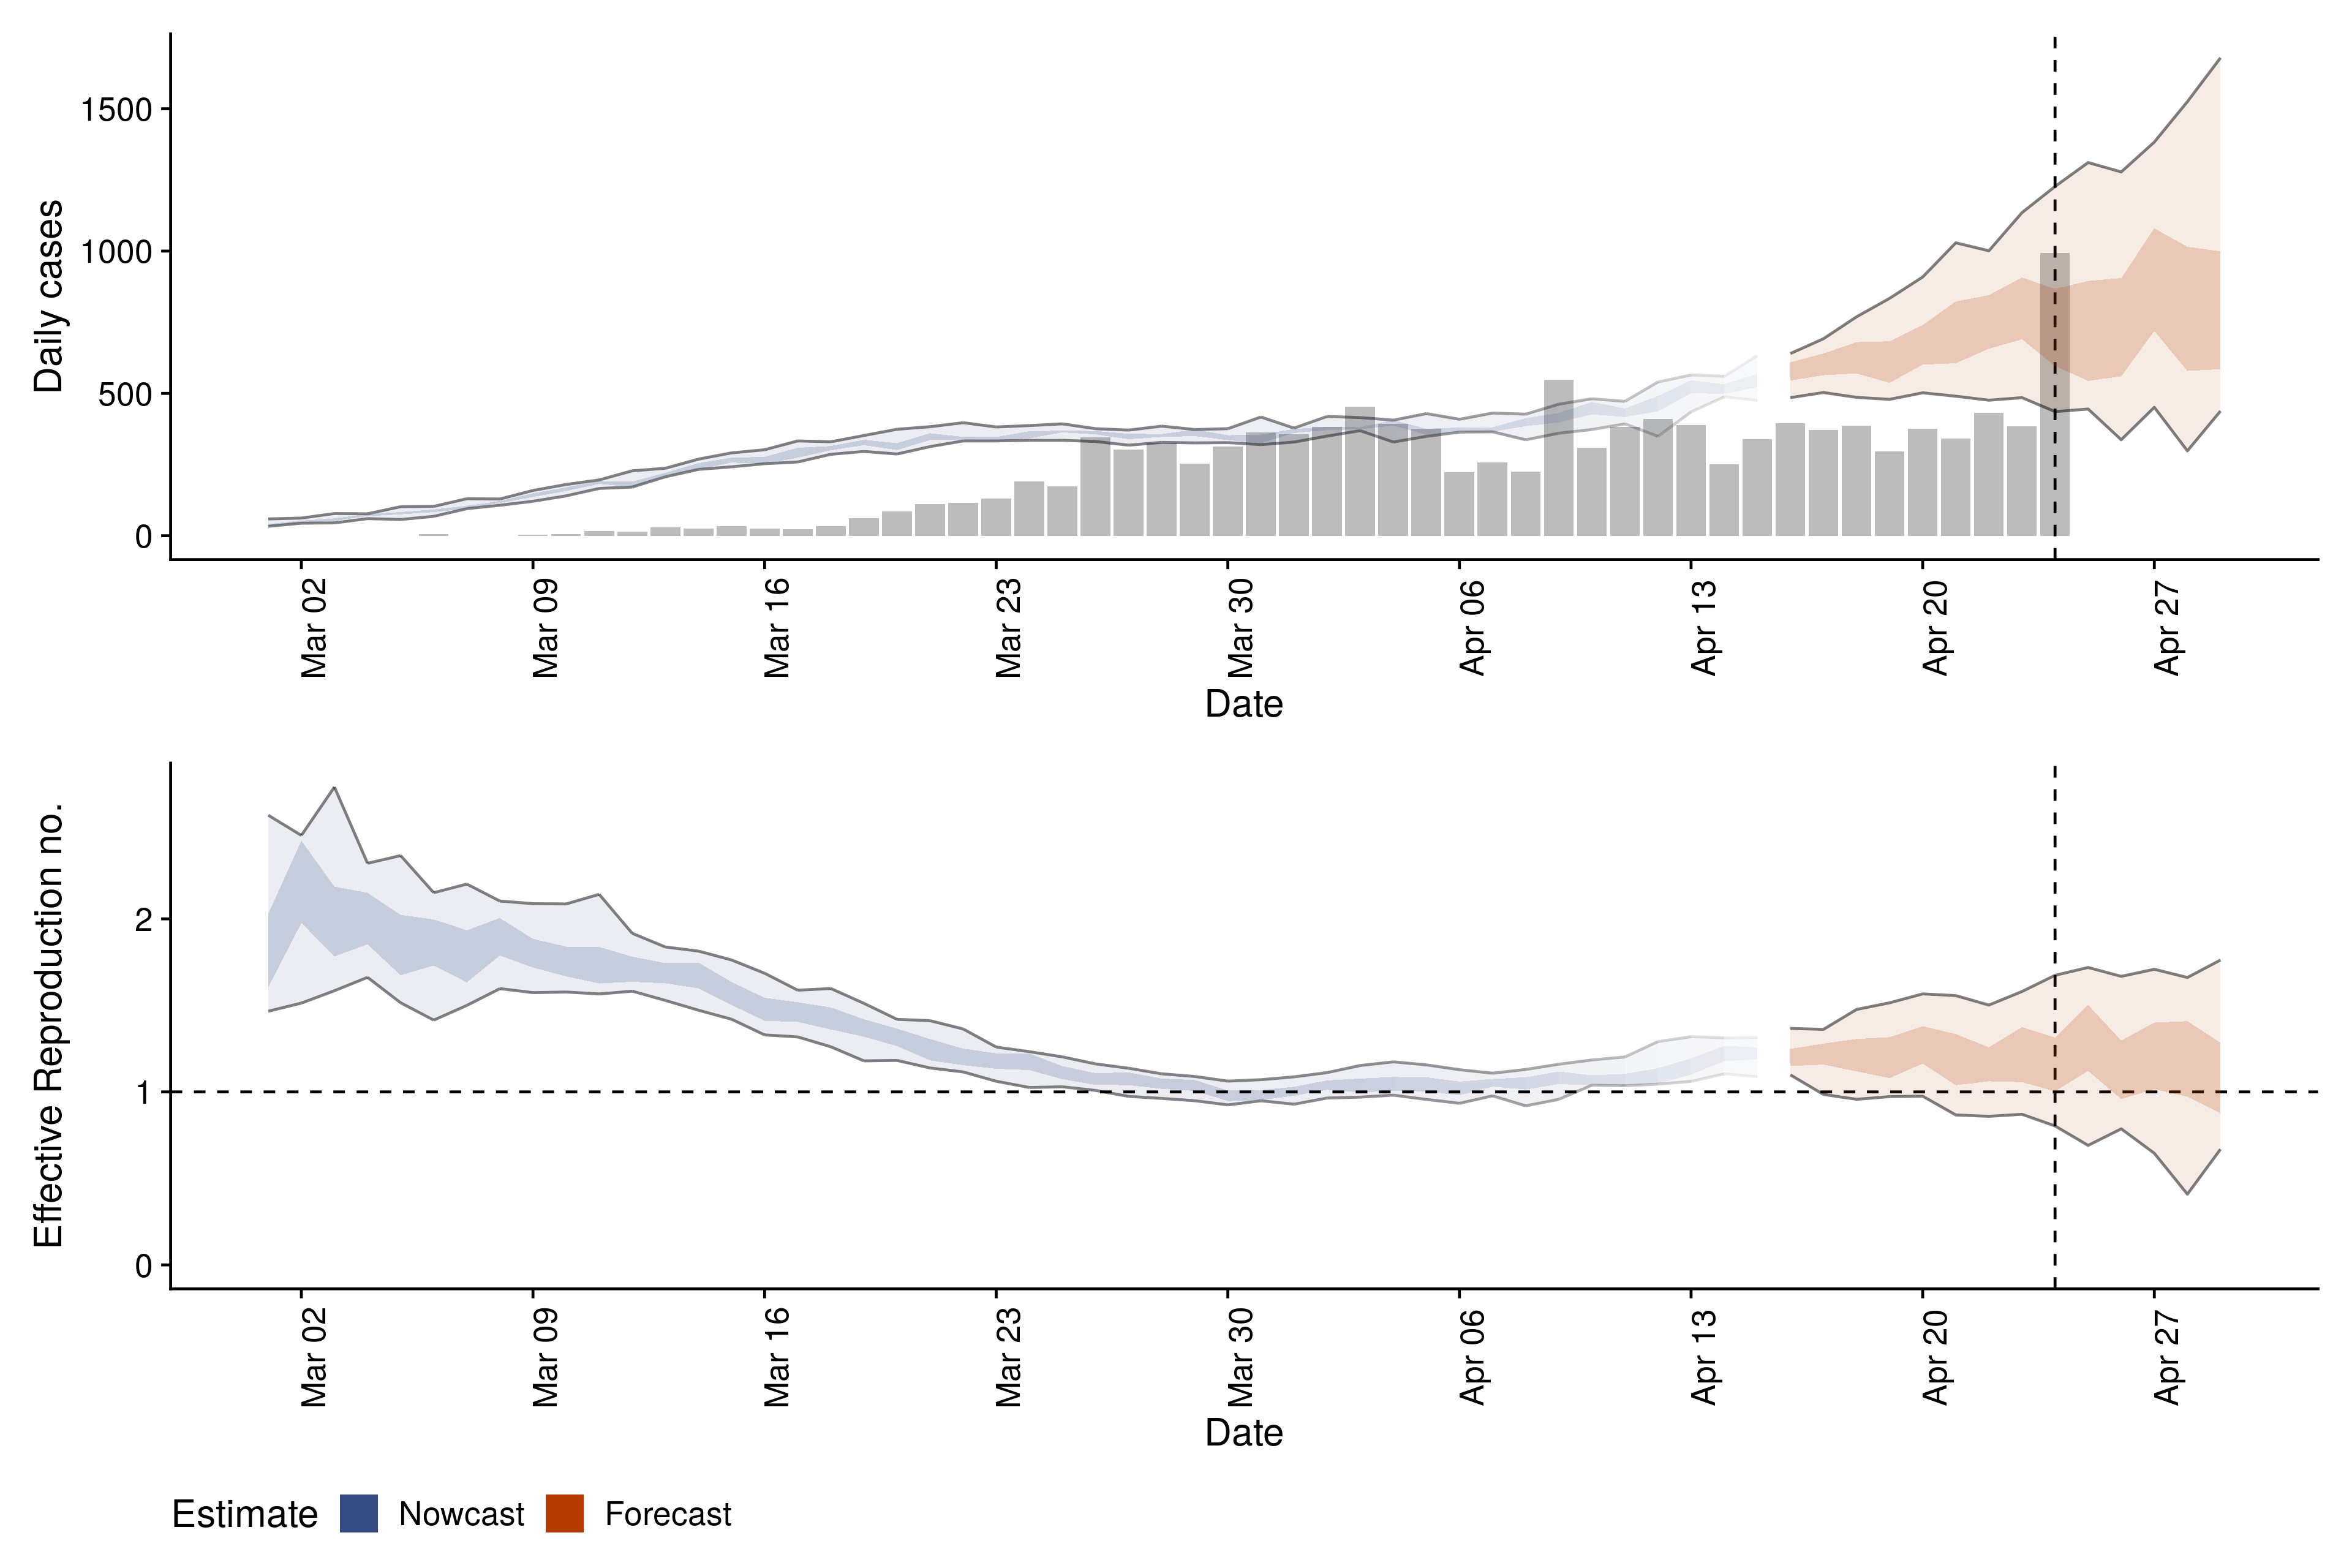 Daily cases
1500
1000
500
0
Mar 02 Mar 09 Mar 16 Mar 23 Mar 30 Apr 06 Apr 13 Apr 20 Apr 27
Date
Effective Reproduction no.
2
1
0
Mar 02 Mar 09 Mar 16 Mar 23 Mar 30 Apr 06 Apr 13 Apr 20 Apr 27
Date
Estimate Nowcast Forecast